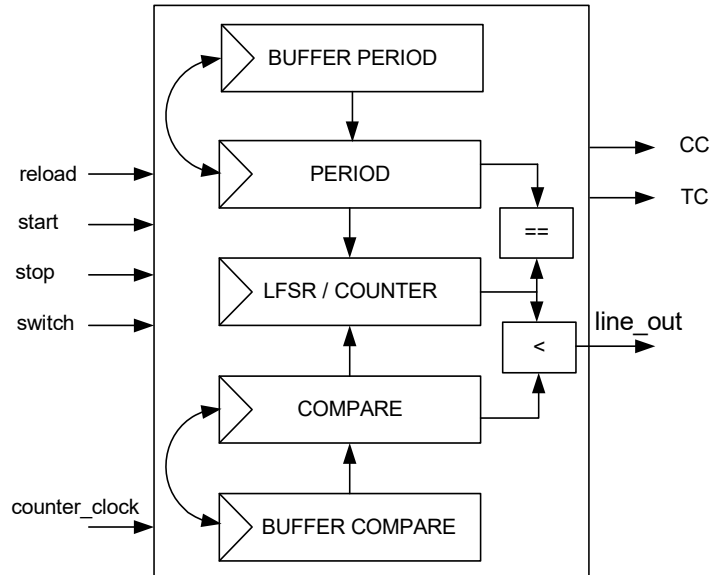 BUFFER PERIOD
PERIOD
CC
reload
TC
start
==
stop
LFSR / COUNTER
switch
line_out
<
COMPARE
counter_clock
BUFFER COMPARE